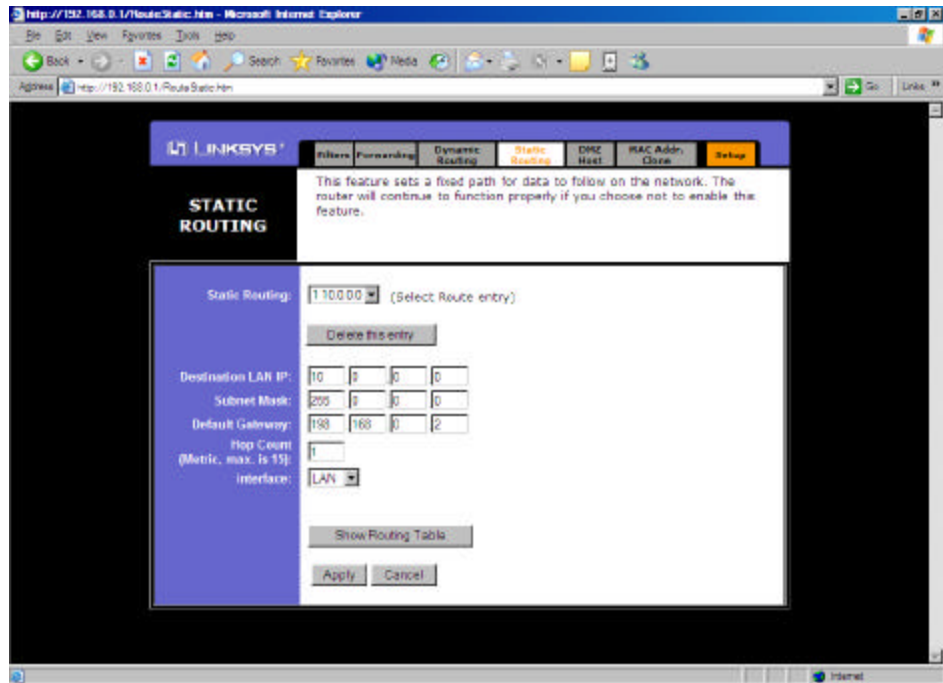 http://192.168.0.1/RouteStatic.htm - Microsoft Internet Explorer
File Edit View Favorites Tools Help
Back Search Favorites Media
Address http://192.168.0.1/RouteStatic.htm Go Links »
LINKSYS®
Filters Forwarding Dynamic Routing Static Routing DMZ Host MAC Addr. Clone Setup
STATIC ROUTING
This feature sets a fixed path for data to follow on the network. The
router will continue to function properly if you choose not to enable this
feature.
Static Routing: 1 10.0.0.0 (Select Route entry)
Delete this entry
Destination LAN IP: 10 0 0 0
Subnet Mask: 255 0 0 0
Default Gateway: 198 168 0 2
Hop Count
(Metric, max. is 15): 1
interface: LAN
Show Routing Table
Apply Cancel
Internet